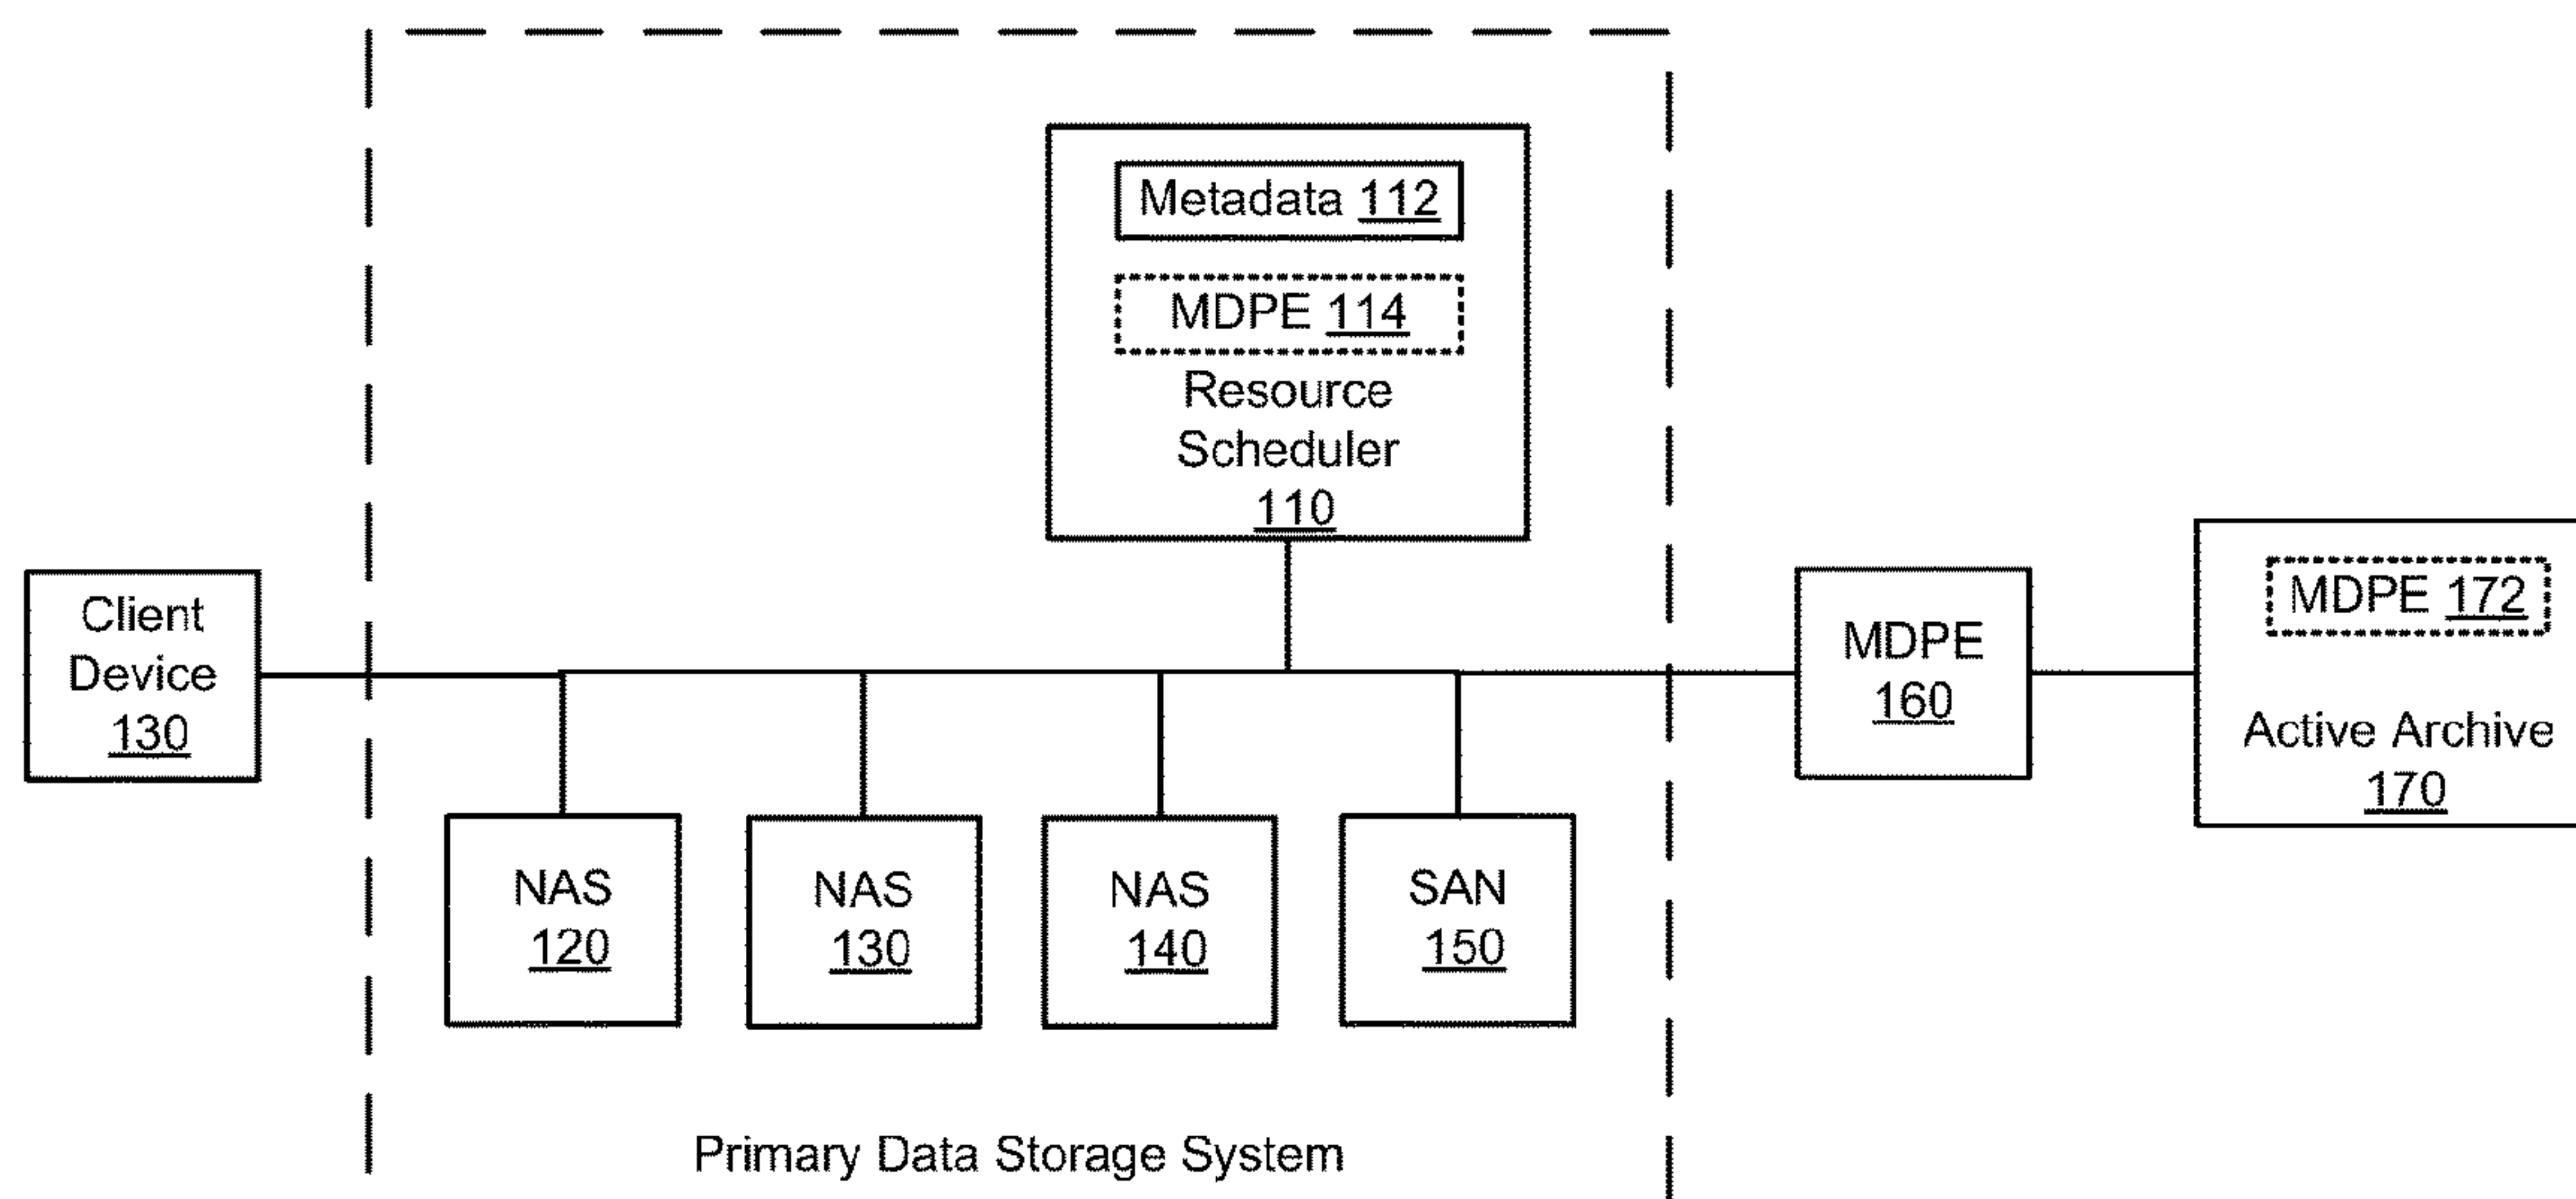 Metadata 112
MDPE 114
Resource
Scheduler
110
Client
Device
130
MDPE
160
MDPE 172
Active Archive
170
NAS
120
NAS
130
NAS
140
SAN
150
Primary Data Storage System